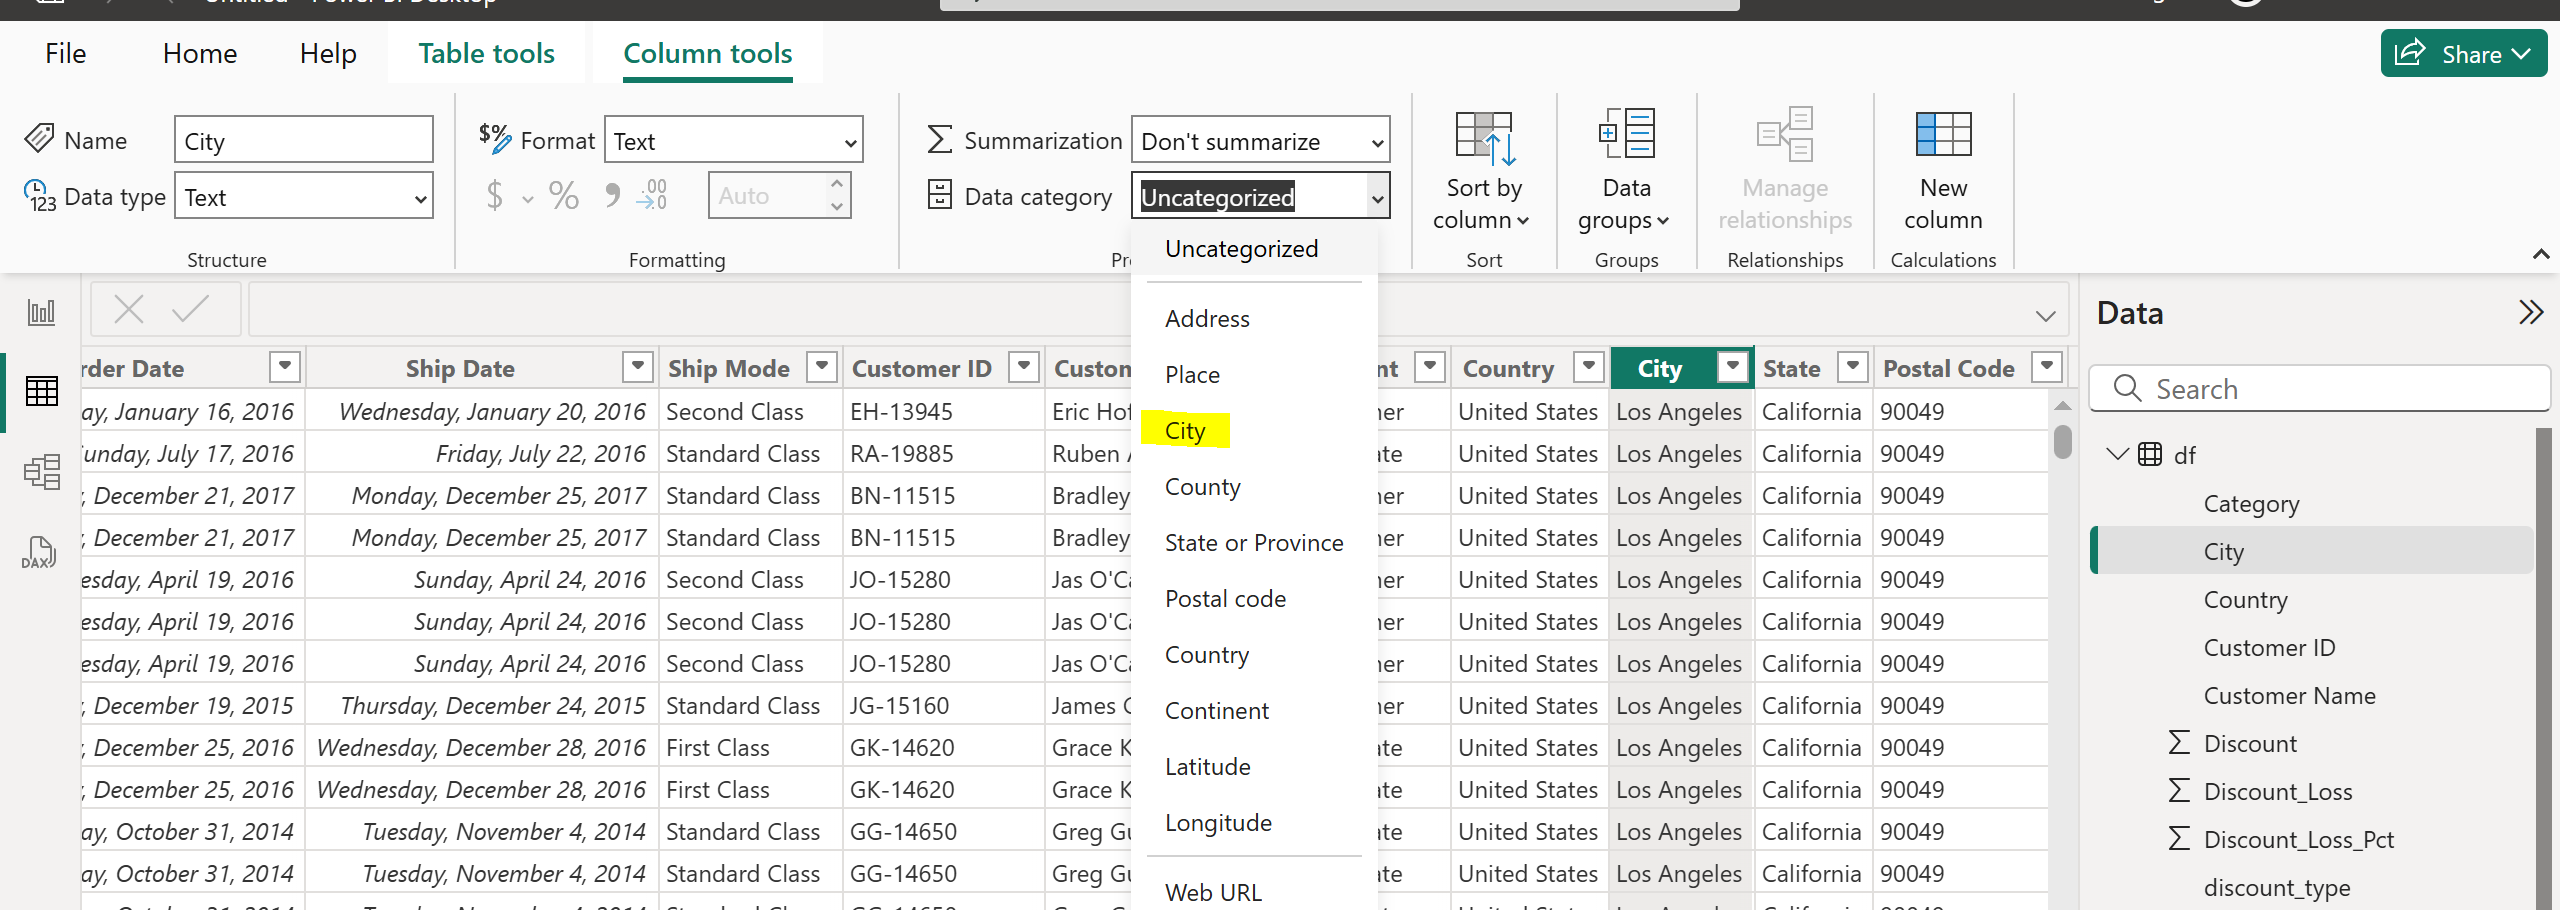 File Home Help Table tools Column tools Share
Name City $% Format Text Summarization Don't summarize
123 Data type Text $ % .00 Auto Data category Uncategorized
Sort by column Data groups Manage relationships New column
Structure Formatting Sort Groups Relationships Calculations
Uncategorized
Address
Place
City
County
State or Province
Postal code
Country
Continent
Latitude
Longitude
Web URL
DAX
Ship Date Ship Mode Customer ID Country City State Postal Code
rder Date
ay, January 16, 2016 Wednesday, January 20, 2016 Second Class EH-13945 Eric Hof mer United States Los Angeles California 90049
unday, July 17, 2016 Friday, July 22, 2016 Standard Class RA-19885 Ruben ate United States Los Angeles California 90049
, December 21, 2017 Monday, December 25, 2017 Standard Class BN-11515 Bradley ner United States Los Angeles California 90049
, December 21, 2017 Monday, December 25, 2017 Standard Class BN-11515 Bradley ner United States Los Angeles California 90049
esday, April 19, 2016 Sunday, April 24, 2016 Second Class JO-15280 Jas O'Ca ner United States Los Angeles California 90049
esday, April 19, 2016 Sunday, April 24, 2016 Second Class JO-15280 Jas O'Ca ner United States Los Angeles California 90049
esday, April 19, 2016 Sunday, April 24, 2016 Second Class JO-15280 Jas O'Ca ner United States Los Angeles California 90049
, December 19, 2015 Thursday, December 24, 2015 Standard Class JG-15160 James ner United States Los Angeles California 90049
, December 25, 2016 Wednesday, December 28, 2016 First Class GK-14620 Grace K ate United States Los Angeles California 90049
, December 25, 2016 Wednesday, December 28, 2016 First Class GK-14620 Grace K ate United States Los Angeles California 90049
ay, October 31, 2014 Tuesday, November 4, 2014 Standard Class GG-14650 Greg Gu ate United States Los Angeles California 90049
ay, October 31, 2014 Tuesday, November 4, 2014 Standard Class GG-14650 Greg Gu ate United States Los Angeles California 90049
Data
Search
df
Category
City
Country
Customer ID
Customer Name
Discount
Discount_Loss
Discount_Loss_Pct
discount_type